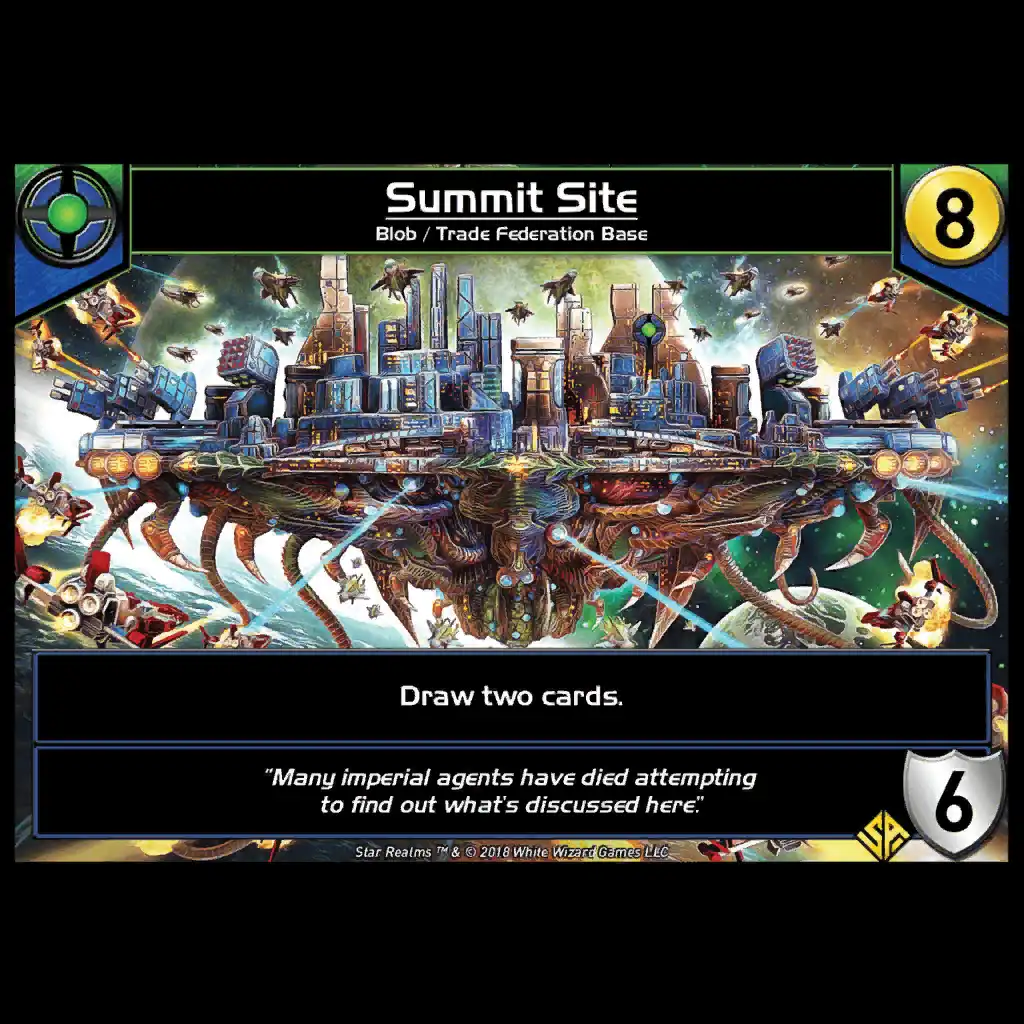 Summit Site
8
Blob / Trade Federation Base
Draw two cards.
"Many imperial agents have died attempting
to find out what's discussed here."
6
Star Realms ™ & © 2018 White Wizard Games LLC